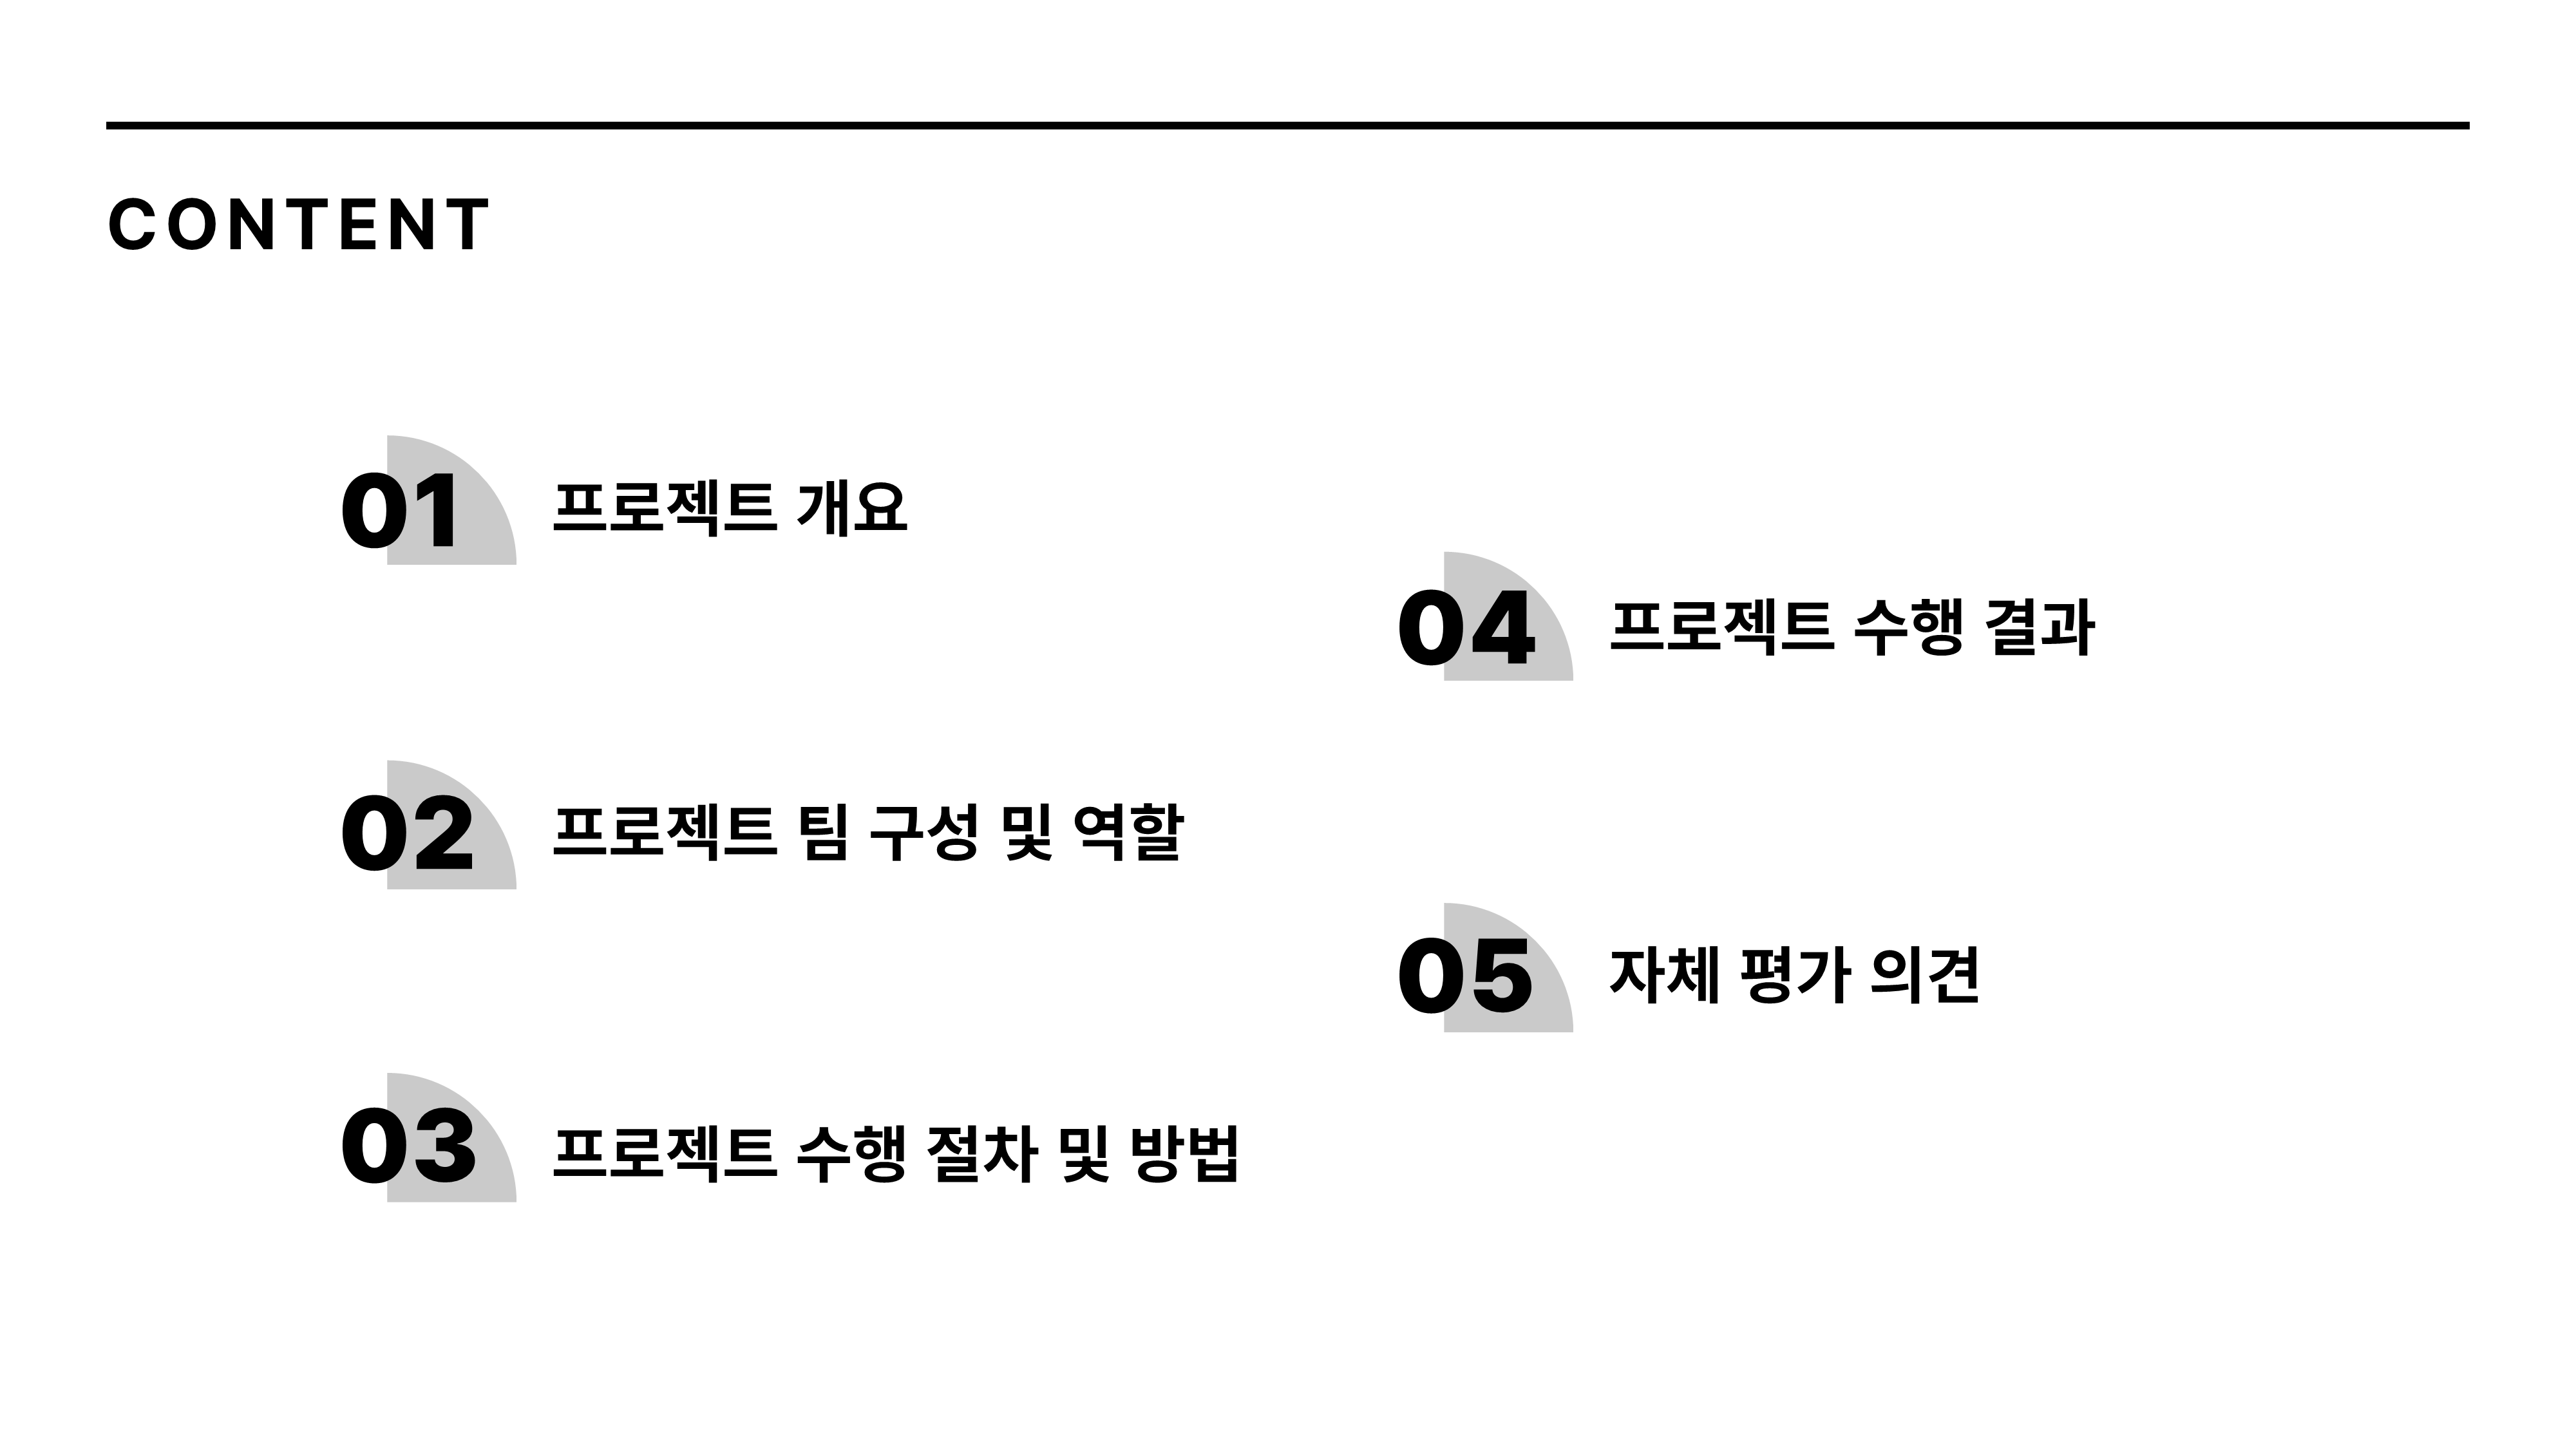 CONTENT
01 프로젝트 개요
02 프로젝트 팀 구성 및 역할
03 프로젝트 수행 절차 및 방법
04 프로젝트 수행 결과
05 자체 평가 의견